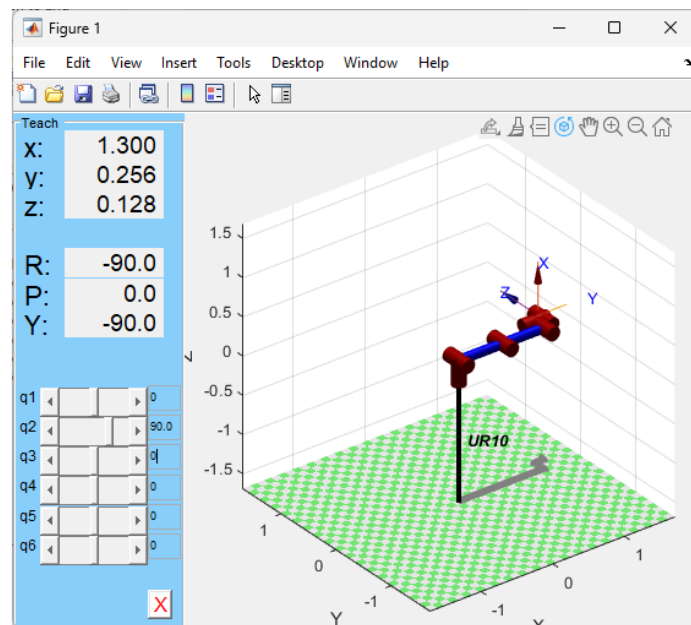 Figure 1
File Edit View Insert Tools Desktop Window Help
Teach
x: 1.300
y: 0.256
z: 0.128
R: -90.0
P: 0.0
Y: -90.0
q1 0
q2 90.0
q3 0
q4 0
q5 0
q6 0
X
1.5
1
0.5
0
-0.5
-1
-1.5
X
Z
Y
UR10
1
0
-1
Y
-1
0
1
X